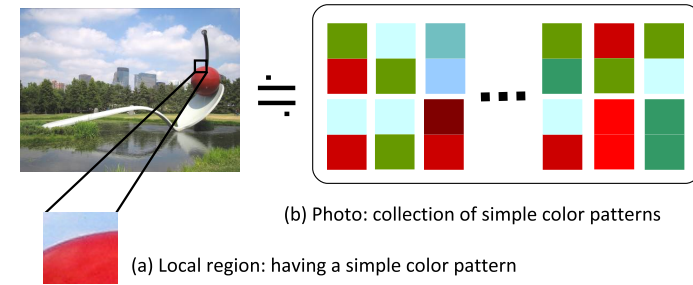 (b) Photo: collection of simple color patterns
(a) Local region: having a simple color pattern